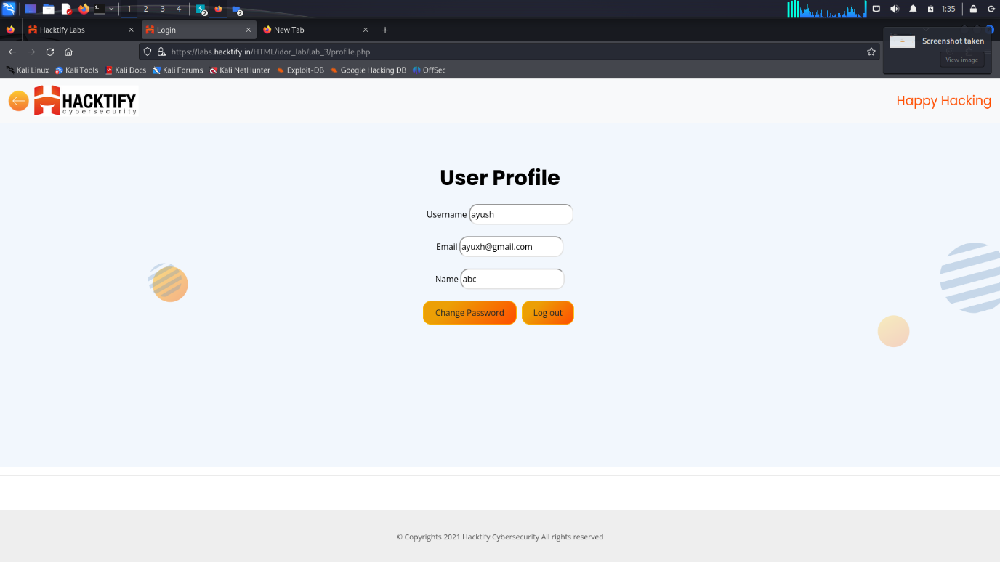 1 2 3 4 2 2 1:35
Hacktify Labs Login New Tab
Screenshot taken
https://labs.hacktify.in/HTML/idor_lab/lab_3/profile.php
View image
Kali Linux Kali Tools Kali Docs Kali Forums Kali NetHunter Exploit-DB Google Hacking DB OffSec
HACKTIFY
cybersecurity
Happy Hacking
User Profile
Username ayush
Email ayuxh@gmail.com
Name abc
Change Password Log out
© Copyrights 2021 Hacktify Cybersecurity All rights reserved